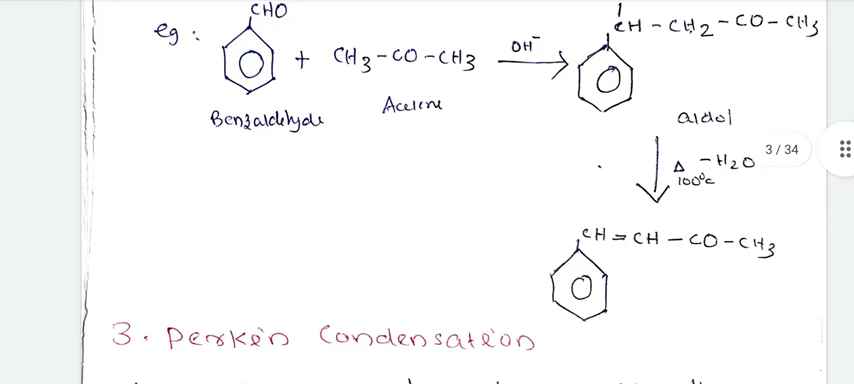 CHO
eg : + CH3-CO-CH3 OH⁻ CH-CH2-CO-CH3
Benzaldehyde Acetone
aldol
Δ -H2O
100°C
3 / 34
CH=CH-CO-CH3
3. Perkin Condensation